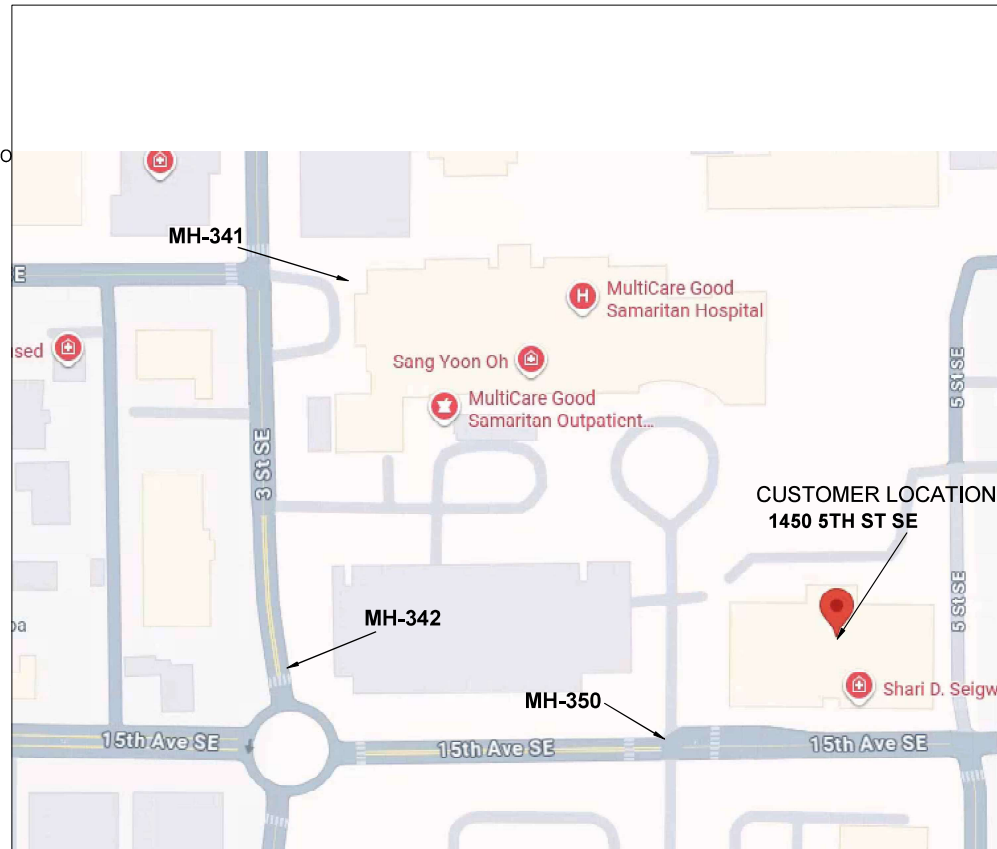 O
MH-341
E
H
MultiCare Good
Samaritan Hospital
used
Sang Yoon Oh
MultiCare Good
Samaritan Outpatient...
5 St SE
3 St SE
CUSTOMER LOCATION
1450 5TH ST SE
5 St SE
MH-342
pa
MH-350
Shari D. Seigw
15th Ave SE
15th Ave SE
15th Ave SE